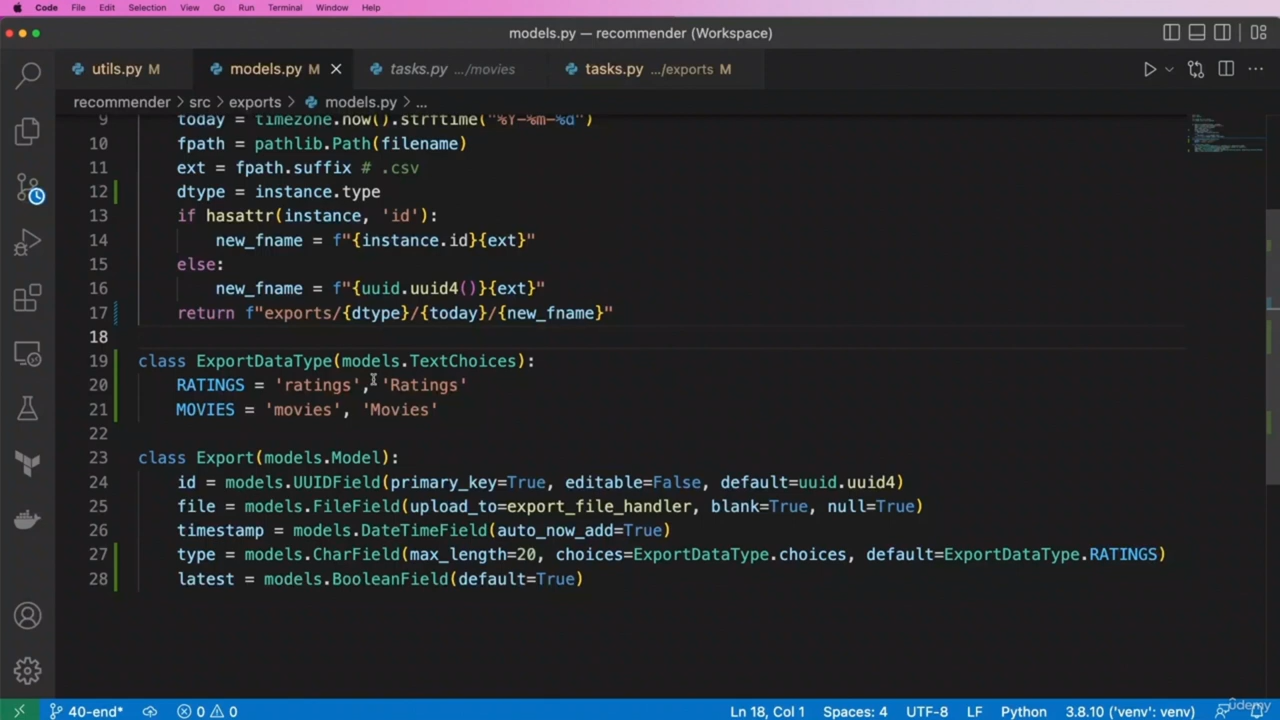 Code File Edit Selection View Go Run Terminal Window Help
models.py — recommender (Workspace)
utils.py M models.py M tasks.py .../movies tasks.py .../exports M
recommender > src > exports > models.py > ...
9 today = timezone.now().strftime("%Y-%m-%d")
10 fpath = pathlib.Path(filename)
11 ext = fpath.suffix # .csv
12 dtype = instance.type
13 if hasattr(instance, 'id'):
14 new_fname = f"{instance.id}{ext}"
15 else:
16 new_fname = f"{uuid.uuid4()}{ext}"
17 return f"exports/{dtype}/{today}/{new_fname}"
18
19 class ExportDataType(models.TextChoices):
20 RATINGS = 'ratings', 'Ratings'
21 MOVIES = 'movies', 'Movies'
22
23 class Export(models.Model):
24 id = models.UUIDField(primary_key=True, editable=False, default=uuid.uuid4)
25 file = models.FileField(upload_to=export_file_handler, blank=True, null=True)
26 timestamp = models.DateTimeField(auto_now_add=True)
27 type = models.CharField(max_length=20, choices=ExportDataType.choices, default=ExportDataType.RATINGS)
28 latest = models.BooleanField(default=True)
40-end* 0 0 Ln 18, Col 1 Spaces: 4 UTF-8 LF Python 3.8.10 ('venv': venv)
ûdemy